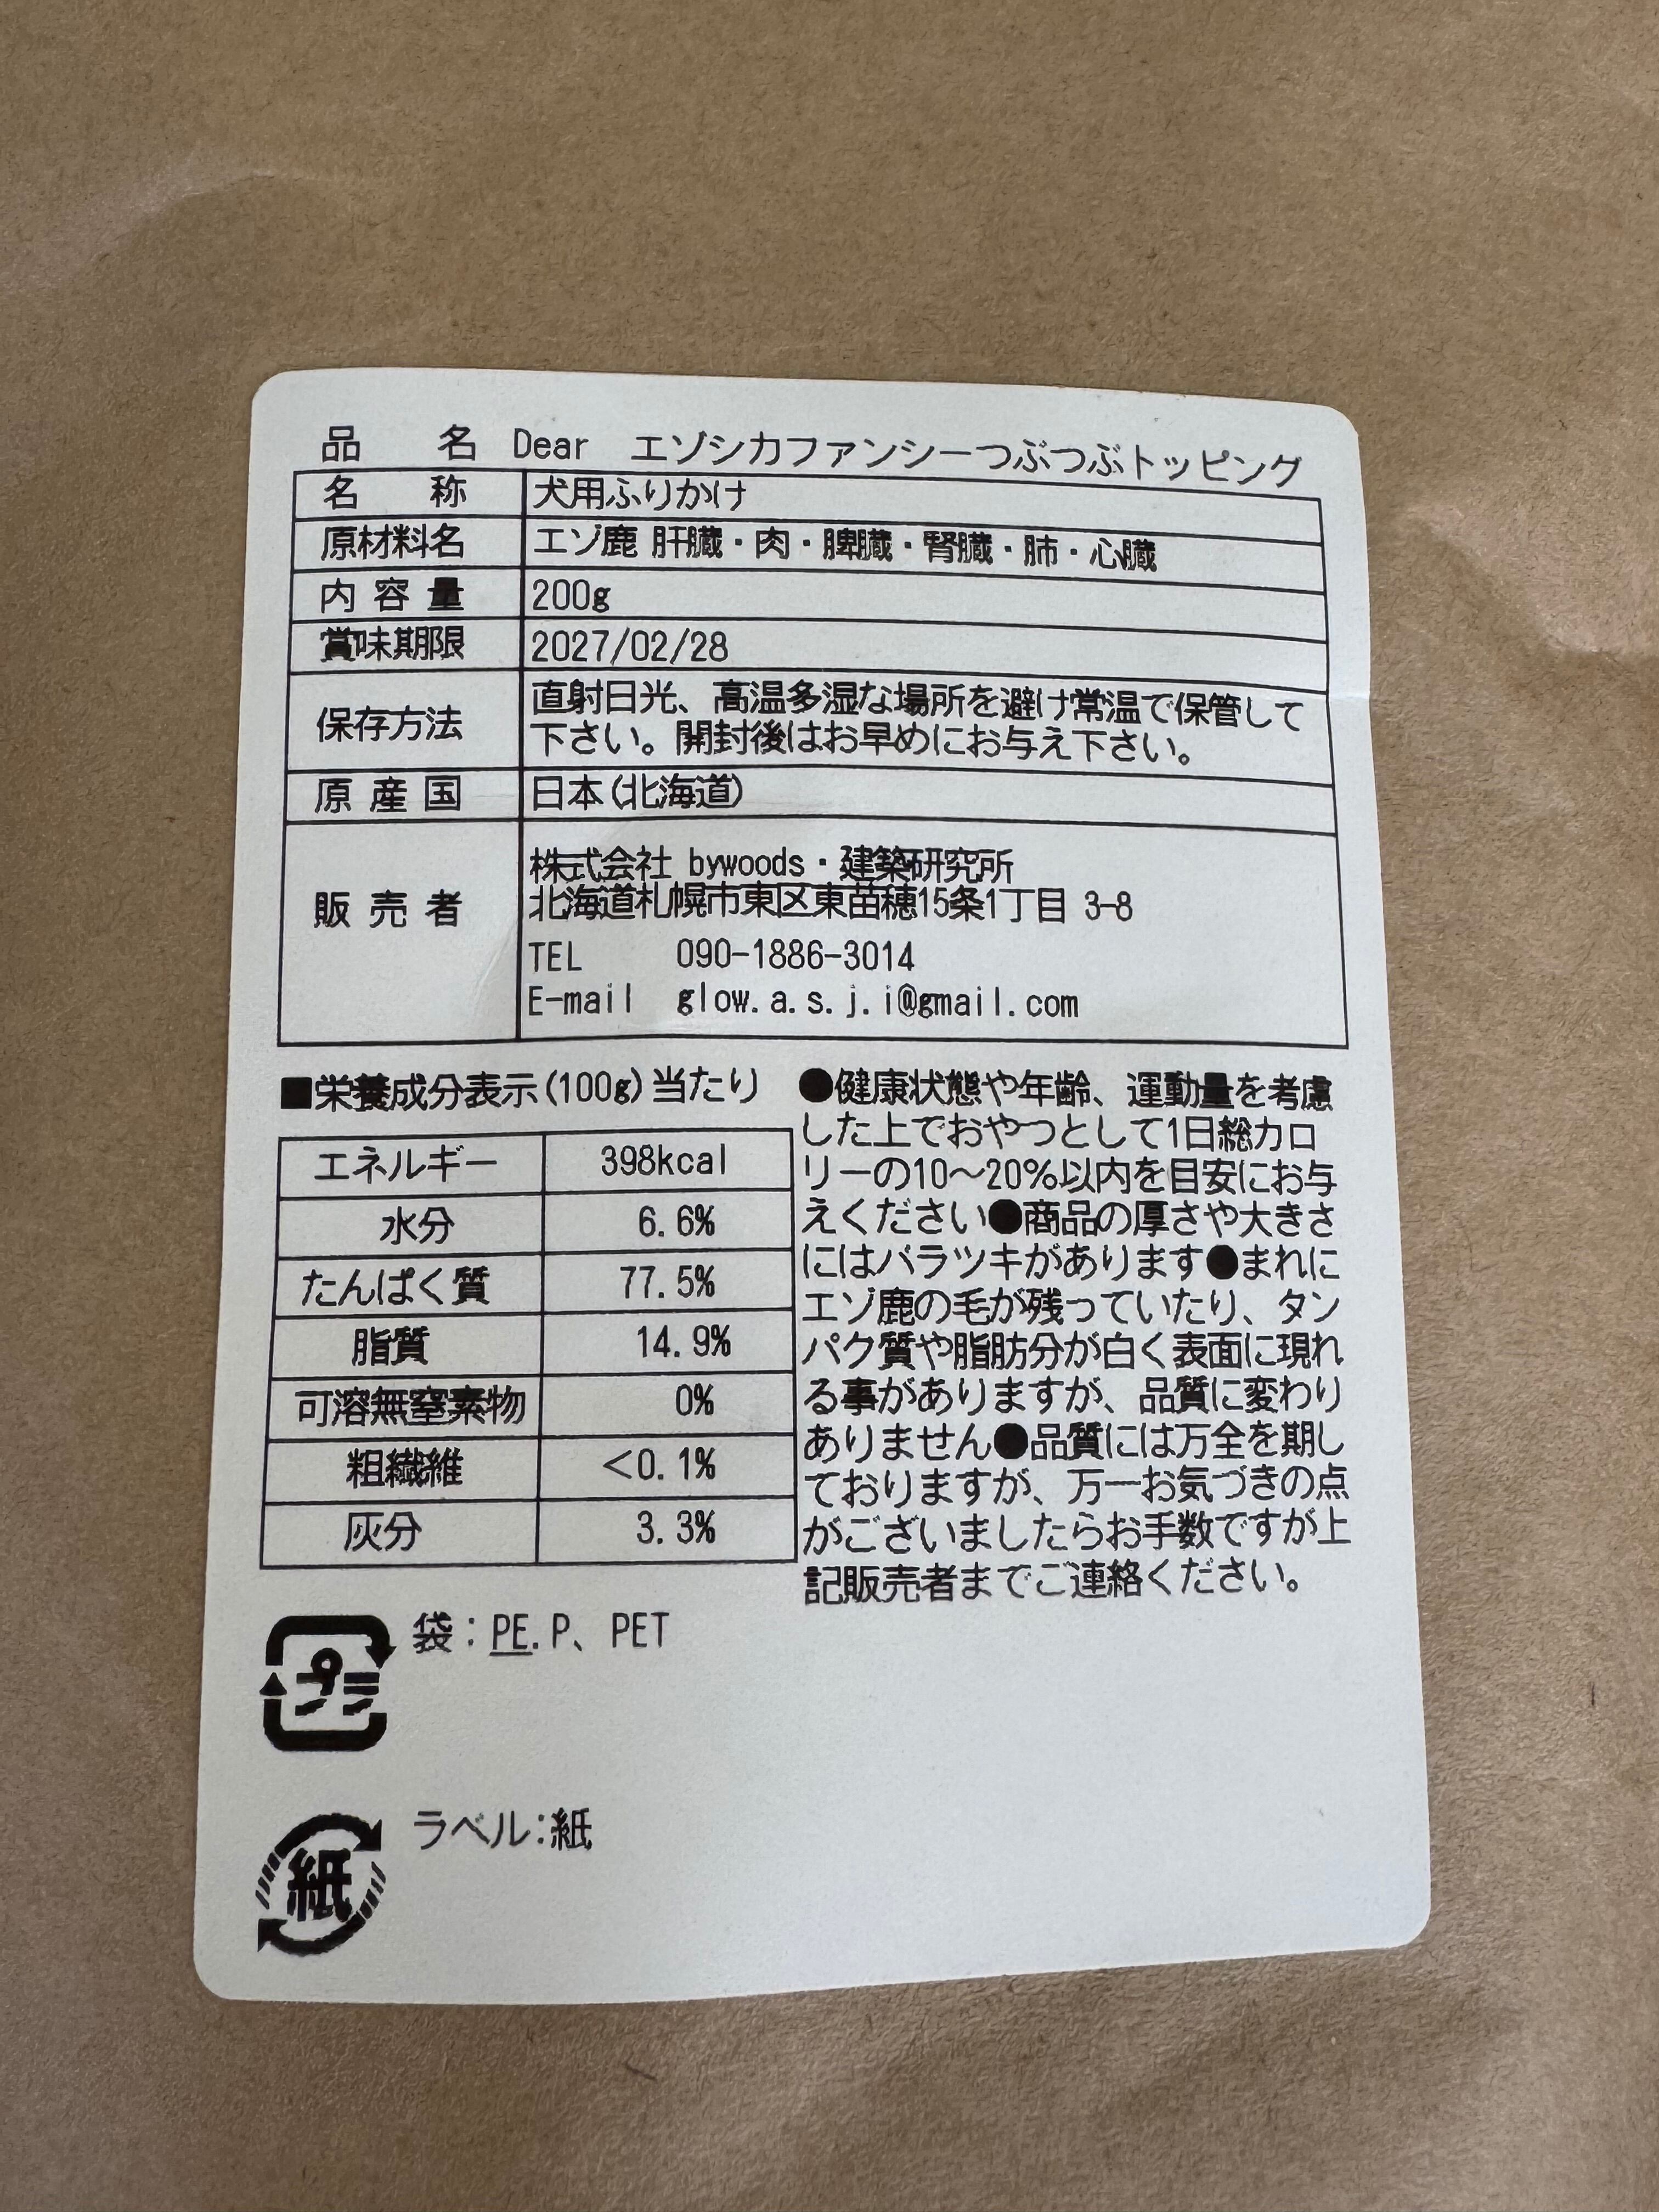 品 名 Dear エゾシカファンシーつぶつぶトッピング
名 称 犬用ふりかけ
原材料名 エゾ鹿 肝臓・肉・脾臓・腎臓・肺・心臓
内容量 200g
賞味期限 2027/02/28
保存方法 直射日光、高温多湿な場所を避け常温で保管して
下さい。開封後はお早めにお与え下さい。
原産国 日本(北海道)
販売者 株式会社 bywoods・建築研究所
北海道札幌市東区東苗穂15条1丁目 3-8
TEL 090-1886-3014
E-mail glow.a.s.j.i@gmail.com
■栄養成分表示(100g)当たり
エネルギー 398kcal
水分 6.6%
たんぱく質 77.5%
脂質 14.9%
可溶無窒素物 0%
粗繊維 <0.1%
灰分 3.3%
●健康状態や年齢、運動量を考慮
した上でおやつとして1日総カロ
リーの10～20%以内を目安にお与
えください●商品の厚さや大きさ
にはバラツキがあります●まれに
エゾ鹿の毛が残っていたり、タン
パク質や脂肪分が白く表面に現れ
る事がありますが、品質に変わり
ありません●品質には万全を期し
ておりますが、万一お気づきの点
がございましたらお手数ですが上
記販売者までご連絡ください。
プラ
袋：PE.P、PET
紙
ラベル：紙